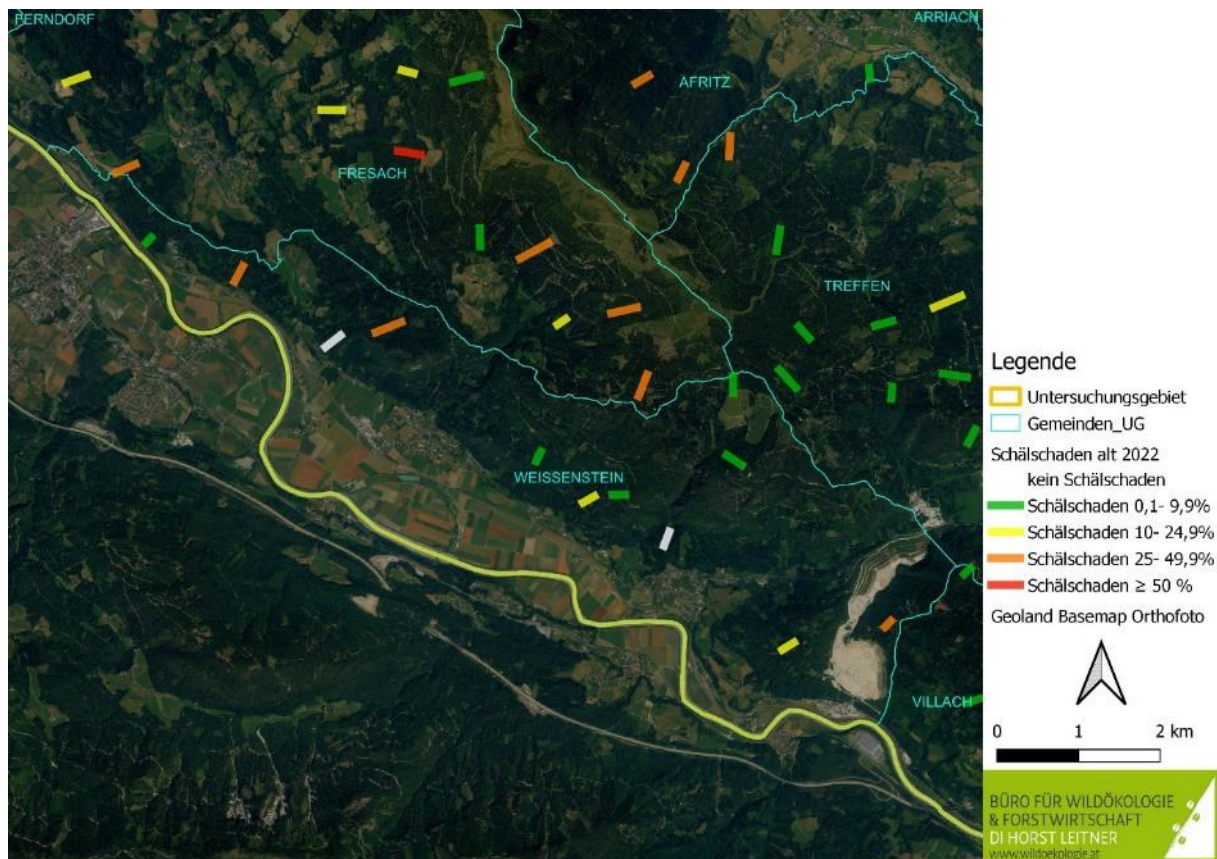 FERNDORF
ARRIACH
AFRITZ
FRESACH
TREFFEN
WEISSENSTEIN
VILLACH
Legende
Untersuchungsgebiet
Gemeinden_UG
Schälschaden alt 2022
kein Schälschaden
Schälschaden 0,1- 9,9%
Schälschaden 10- 24,9%
Schälschaden 25- 49,9%
Schälschaden ≥ 50 %
Geoland Basemap Orthofoto
0 1 2 km
BÜRO FÜR WILDÖKOLOGIE
& FORSTWIRTSCHAFT
DI HORST LEITNER
www.wildoekologie.at